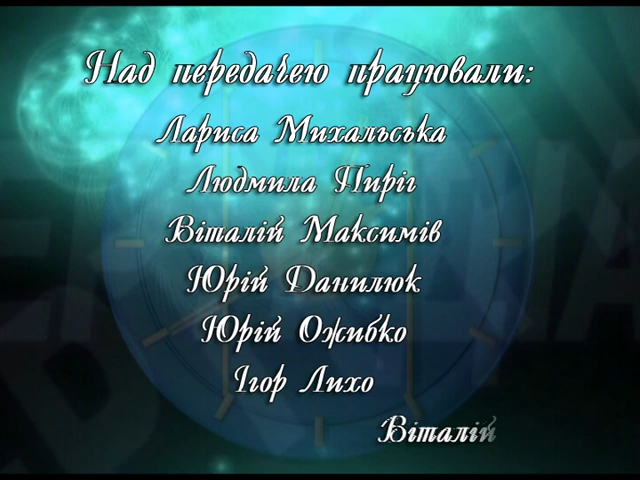 Над передачею працювали:
Лариса Михальська
Людмила Пиріг
Віталій Максимів
Юрій Данилюк
Юрій Ожибко
Ігор Лихо
Віталій